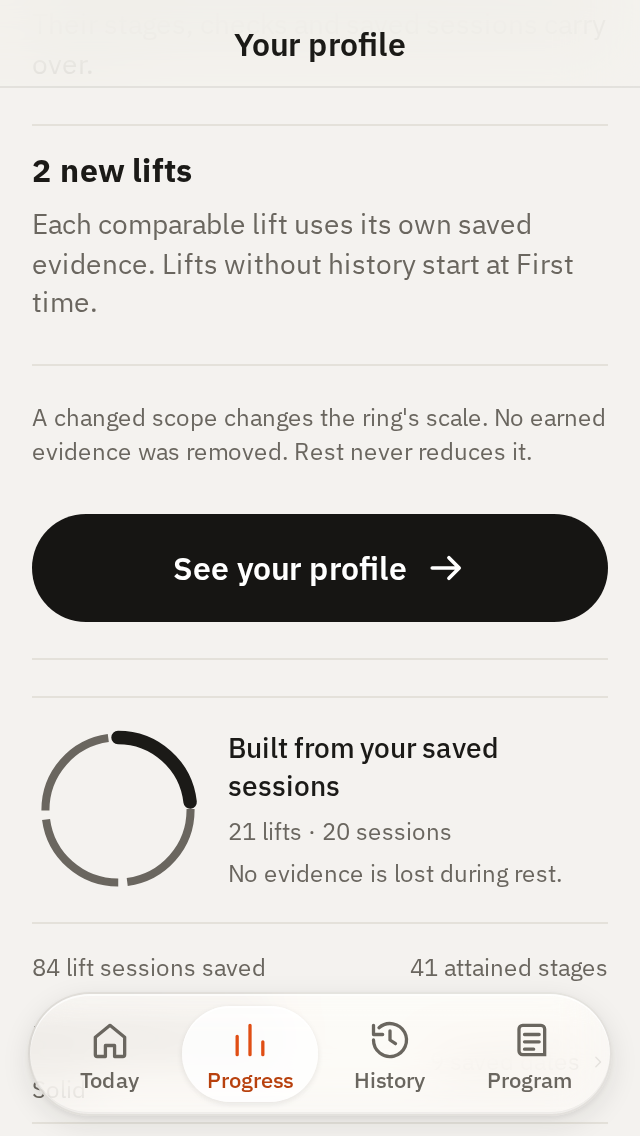 Your profile
over.
2 new lifts
Each comparable lift uses its own saved
evidence. Lifts without history start at First
time.
A changed scope changes the ring's scale. No earned
evidence was removed. Rest never reduces it.
See your profile
Built from your saved
sessions
21 lifts · 20 sessions
No evidence is lost during rest.
84 lift sessions saved
41 attained stages
Solid
Today
Progress
History
Program